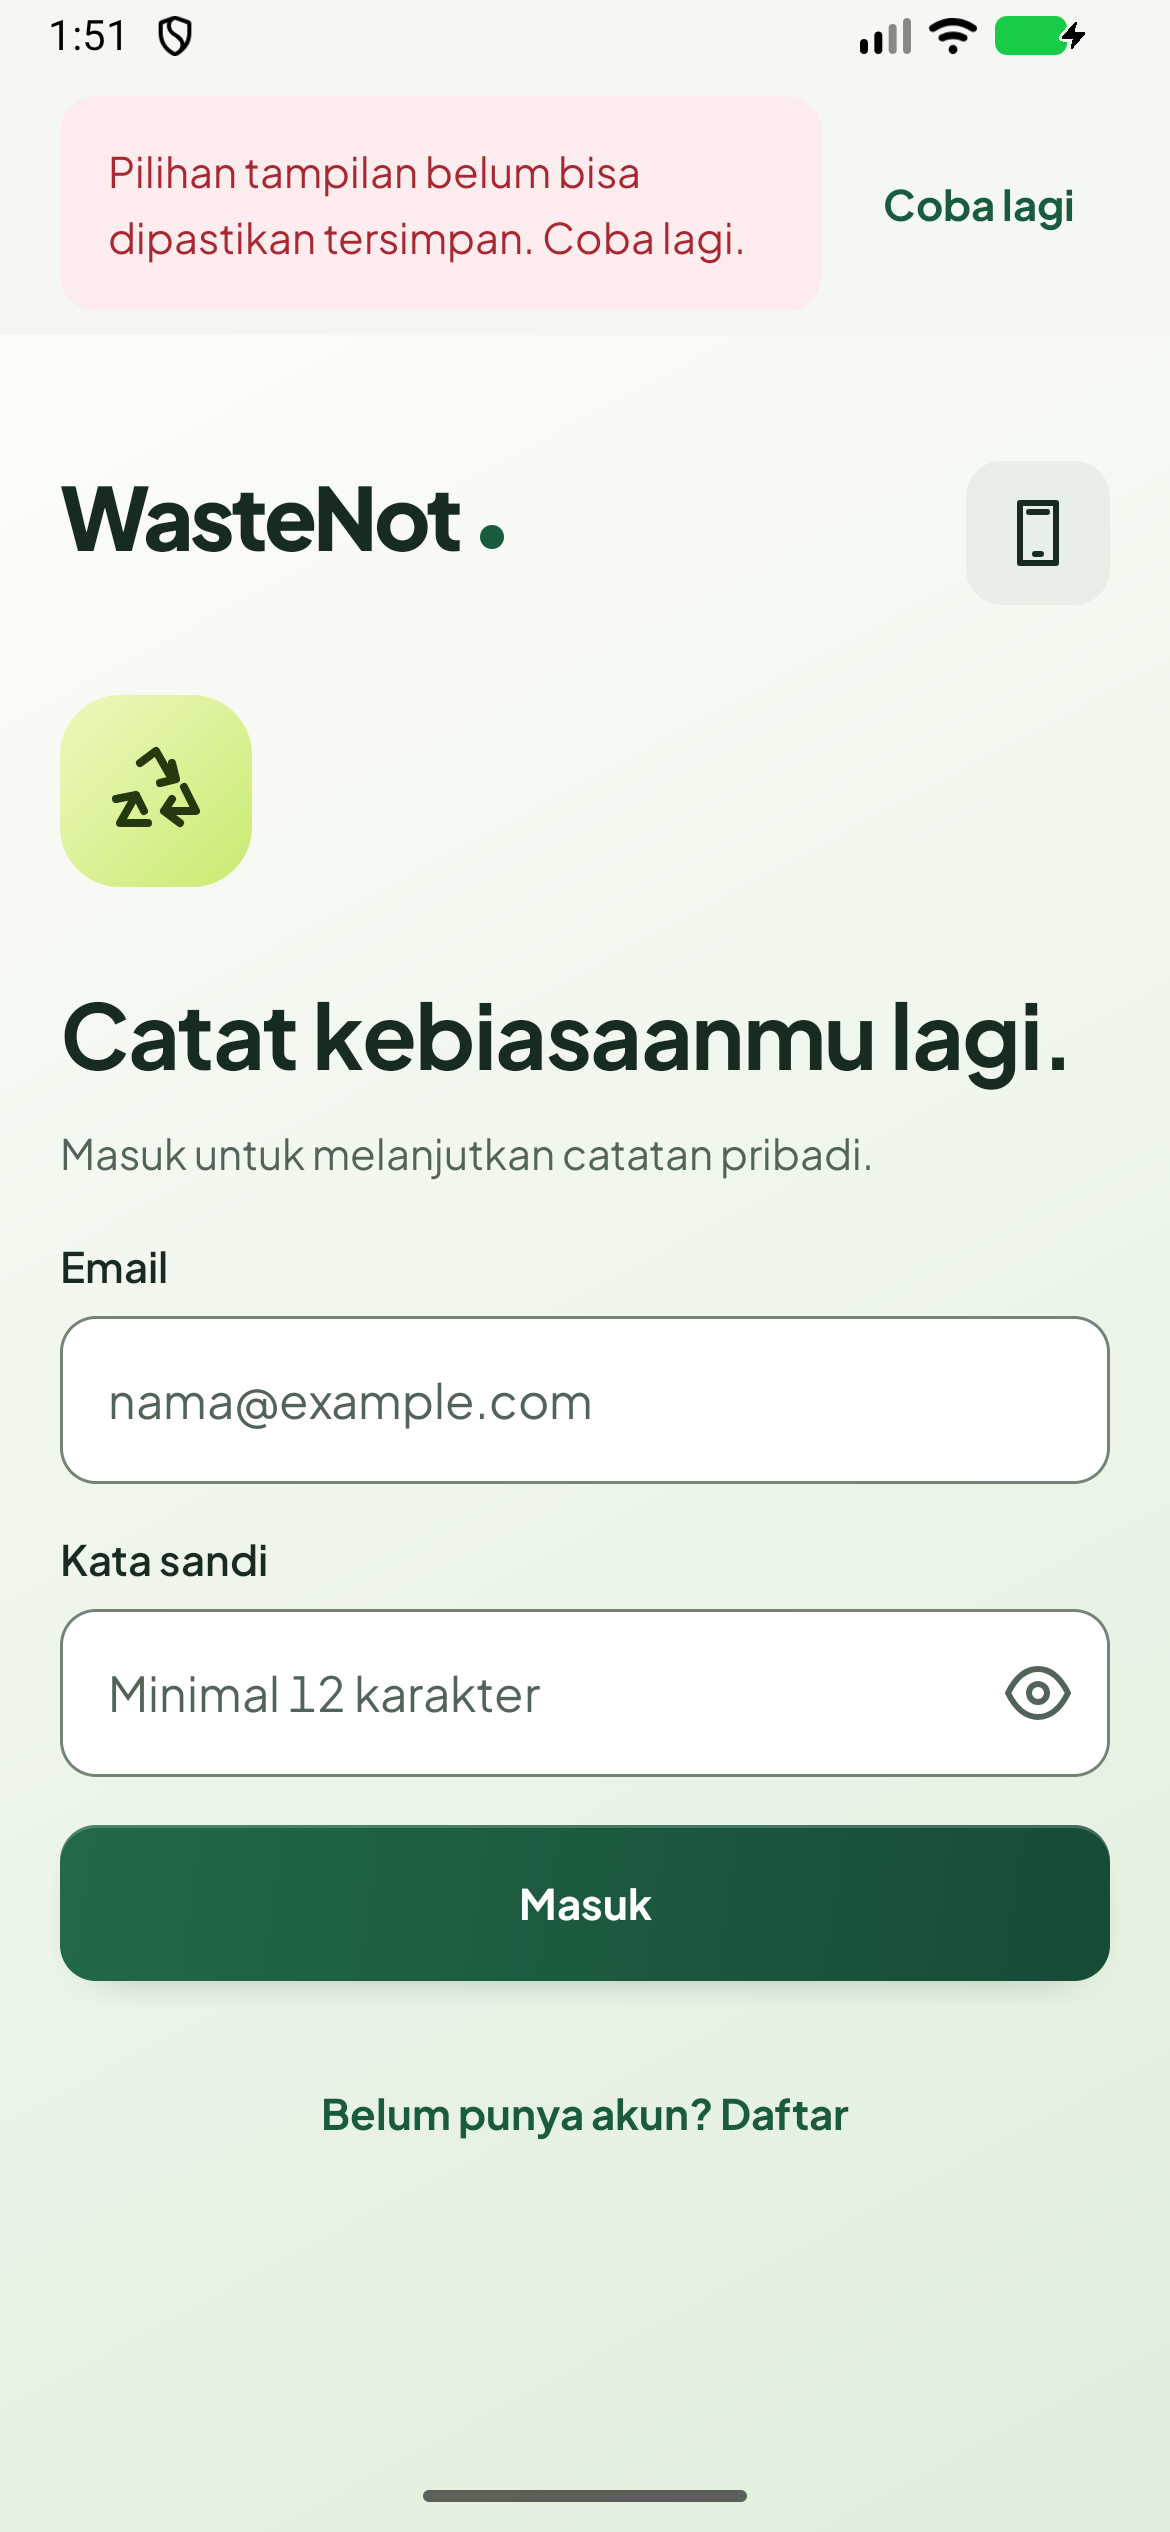 1:51
Pilihan tampilan belum bisa
dipastikan tersimpan. Coba lagi.
Coba lagi
WasteNot
Catat kebiasaanmu lagi.
Masuk untuk melanjutkan catatan pribadi.
Email
nama@example.com
Kata sandi
Minimal 12 karakter
Masuk
Belum punya akun? Daftar